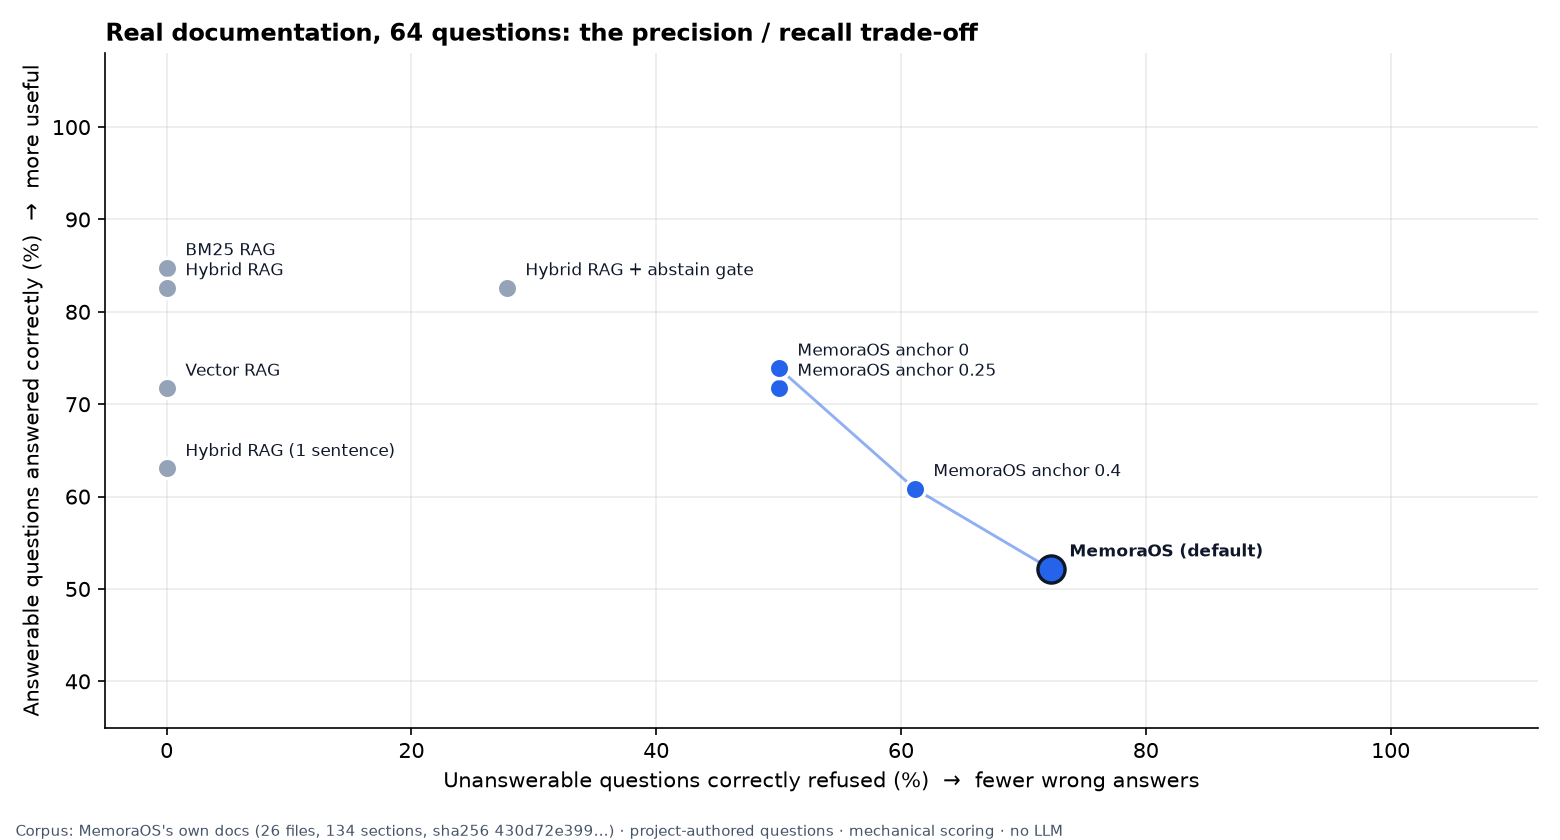 Real documentation, 64 questions: the precision / recall trade-off
Answerable questions answered correctly (%) → more useful
100
90
80
70
60
50
40
BM25 RAG
Hybrid RAG
Hybrid RAG + abstain gate
Vector RAG
Hybrid RAG (1 sentence)
MemoraOS anchor 0
MemoraOS anchor 0.25
MemoraOS anchor 0.4
MemoraOS (default)
0
20
40
60
80
100
Unanswerable questions correctly refused (%) → fewer wrong answers
Corpus: MemoraOS's own docs (26 files, 134 sections, sha256 430d72e399…) · project-authored questions · mechanical scoring · no LLM